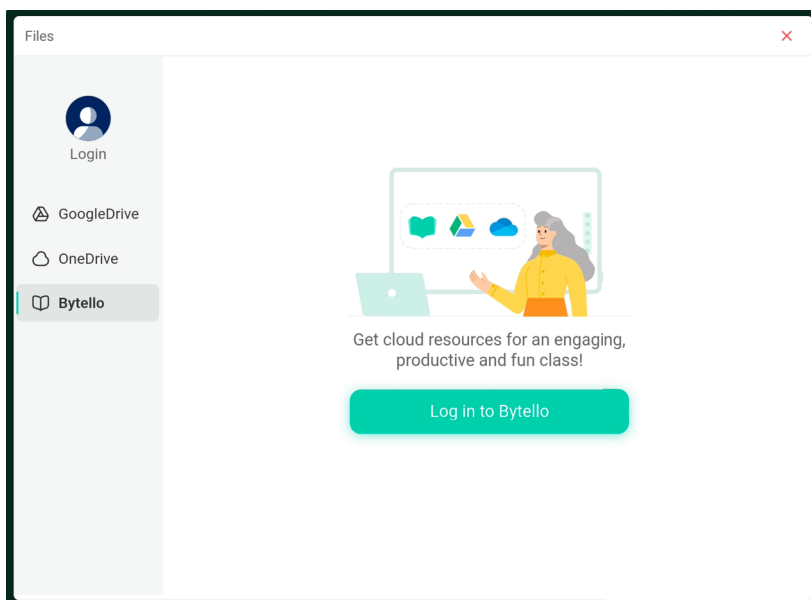 Files
Login
GoogleDrive
OneDrive
Bytello
Get cloud resources for an engaging,
productive and fun class!
Log in to Bytello